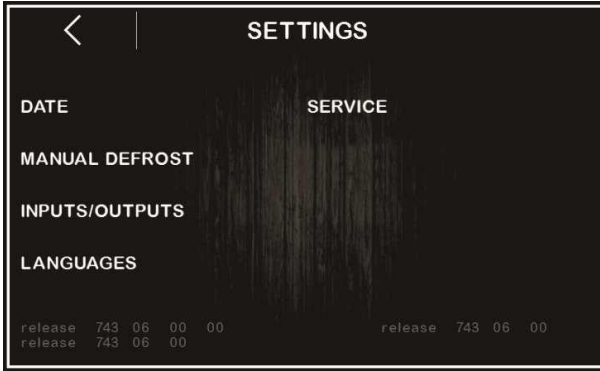 SETTINGS
DATE
SERVICE
MANUAL DEFROST
INPUTS/OUTPUTS
LANGUAGES
release 743 06 00 00
release 743 06 00
release 743 06 00